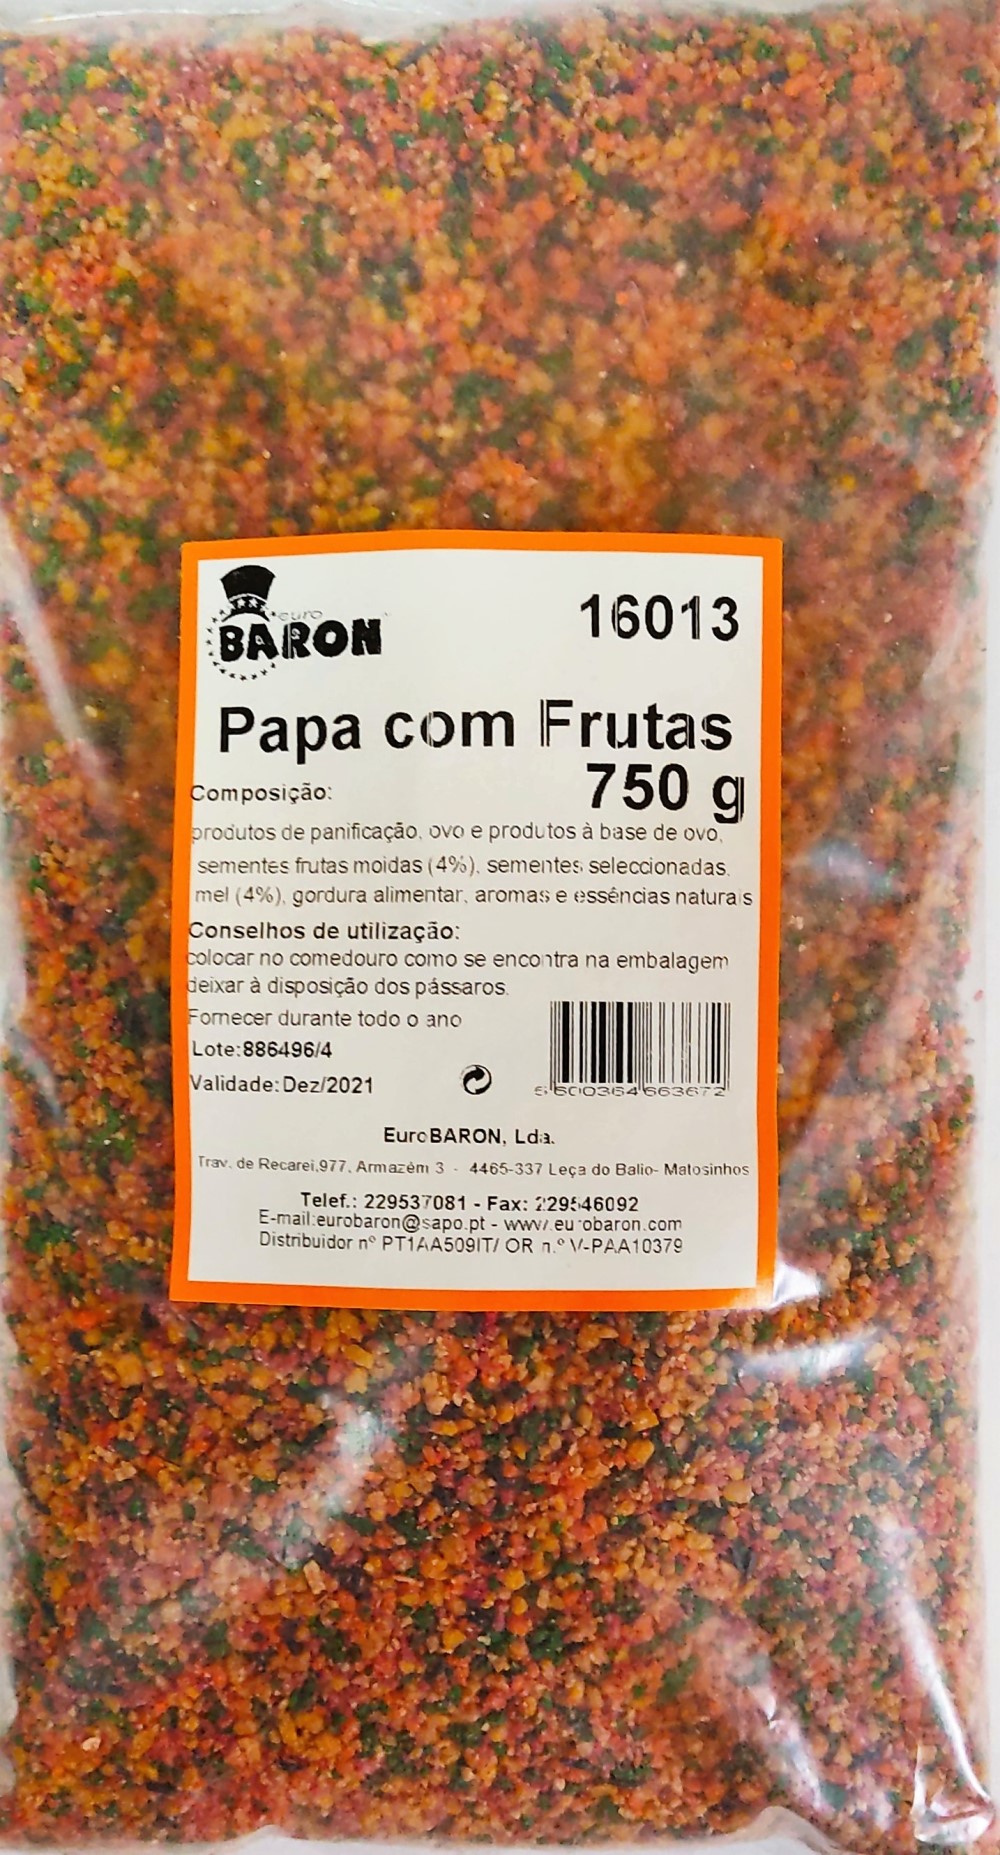 euro
BARON
16013
Papa com Frutas
750 g
Composição:
produtos de panificação, ovo e produtos à base de ovo,
sementes frutas moidas (4%), sementes seleccionadas,
mel (4%), gordura alimentar, aromas e essências naturais
Conselhos de utilização:
colocar no comedouro como se encontra na embalagem
deixar à disposição dos pássaros.
Fornecer durante todo o ano
Lote:886496/4
Validade: Dez/2021
5 600364 663672
EuroBARON, Lda.
Trav. de Recarei,977, Armazém 3 - 4465-337 Leça do Balio- Matosinhos
Telef.: 229537081 - Fax: 229546092
E-mail:eurobaron@sapo.pt - www.eurobaron.com
Distribuidor nº PT1AA509IT/ OR n.º V-PAA10379